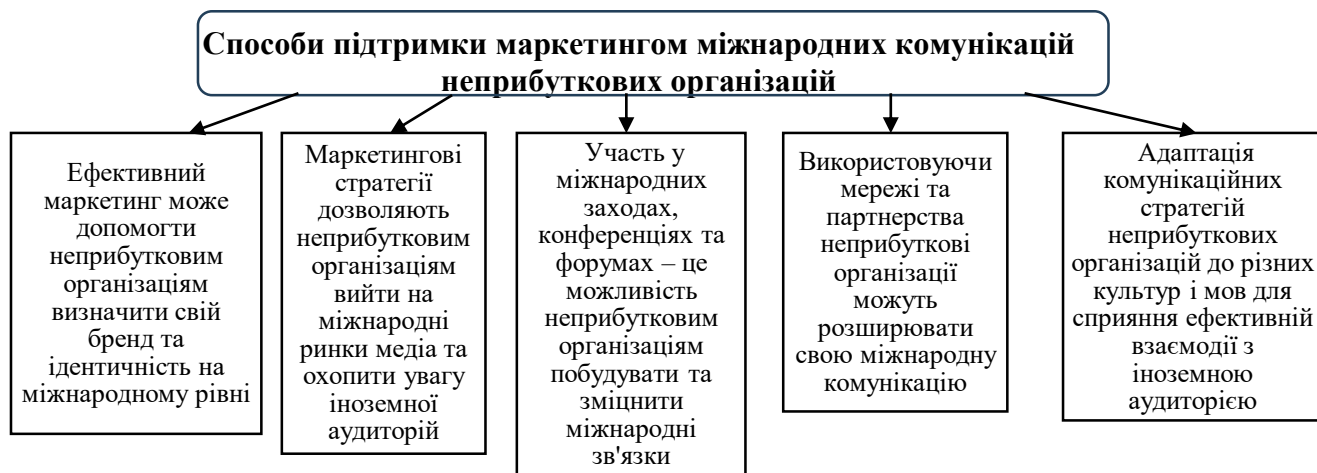 Способи підтримки маркетингом міжнародних комунікацій
неприбуткових організацій
Ефективний
маркетинг може
допомогти
неприбутковим
організаціям
визначити свій
бренд та
ідентичність на
міжнародному рівні
Маркетингові
стратегії
дозволяють
неприбутковим
організаціям
вийти на
міжнародні
ринки медіа та
охопити увагу
іноземної
аудиторій
Участь у
міжнародних
заходах,
конференціях та
форумах – це
можливість
неприбутковим
організаціям
побудувати та
зміцнити
міжнародні
зв'язки
Використовуючи
мережі та
партнерства
неприбуткові
організації
можуть
розширювати
свою міжнародну
комунікацію
Адаптація
комунікаційних
стратегій
неприбуткових
організацій до різних
культур і мов для
сприяння ефективній
взаємодії з
іноземною
аудиторією